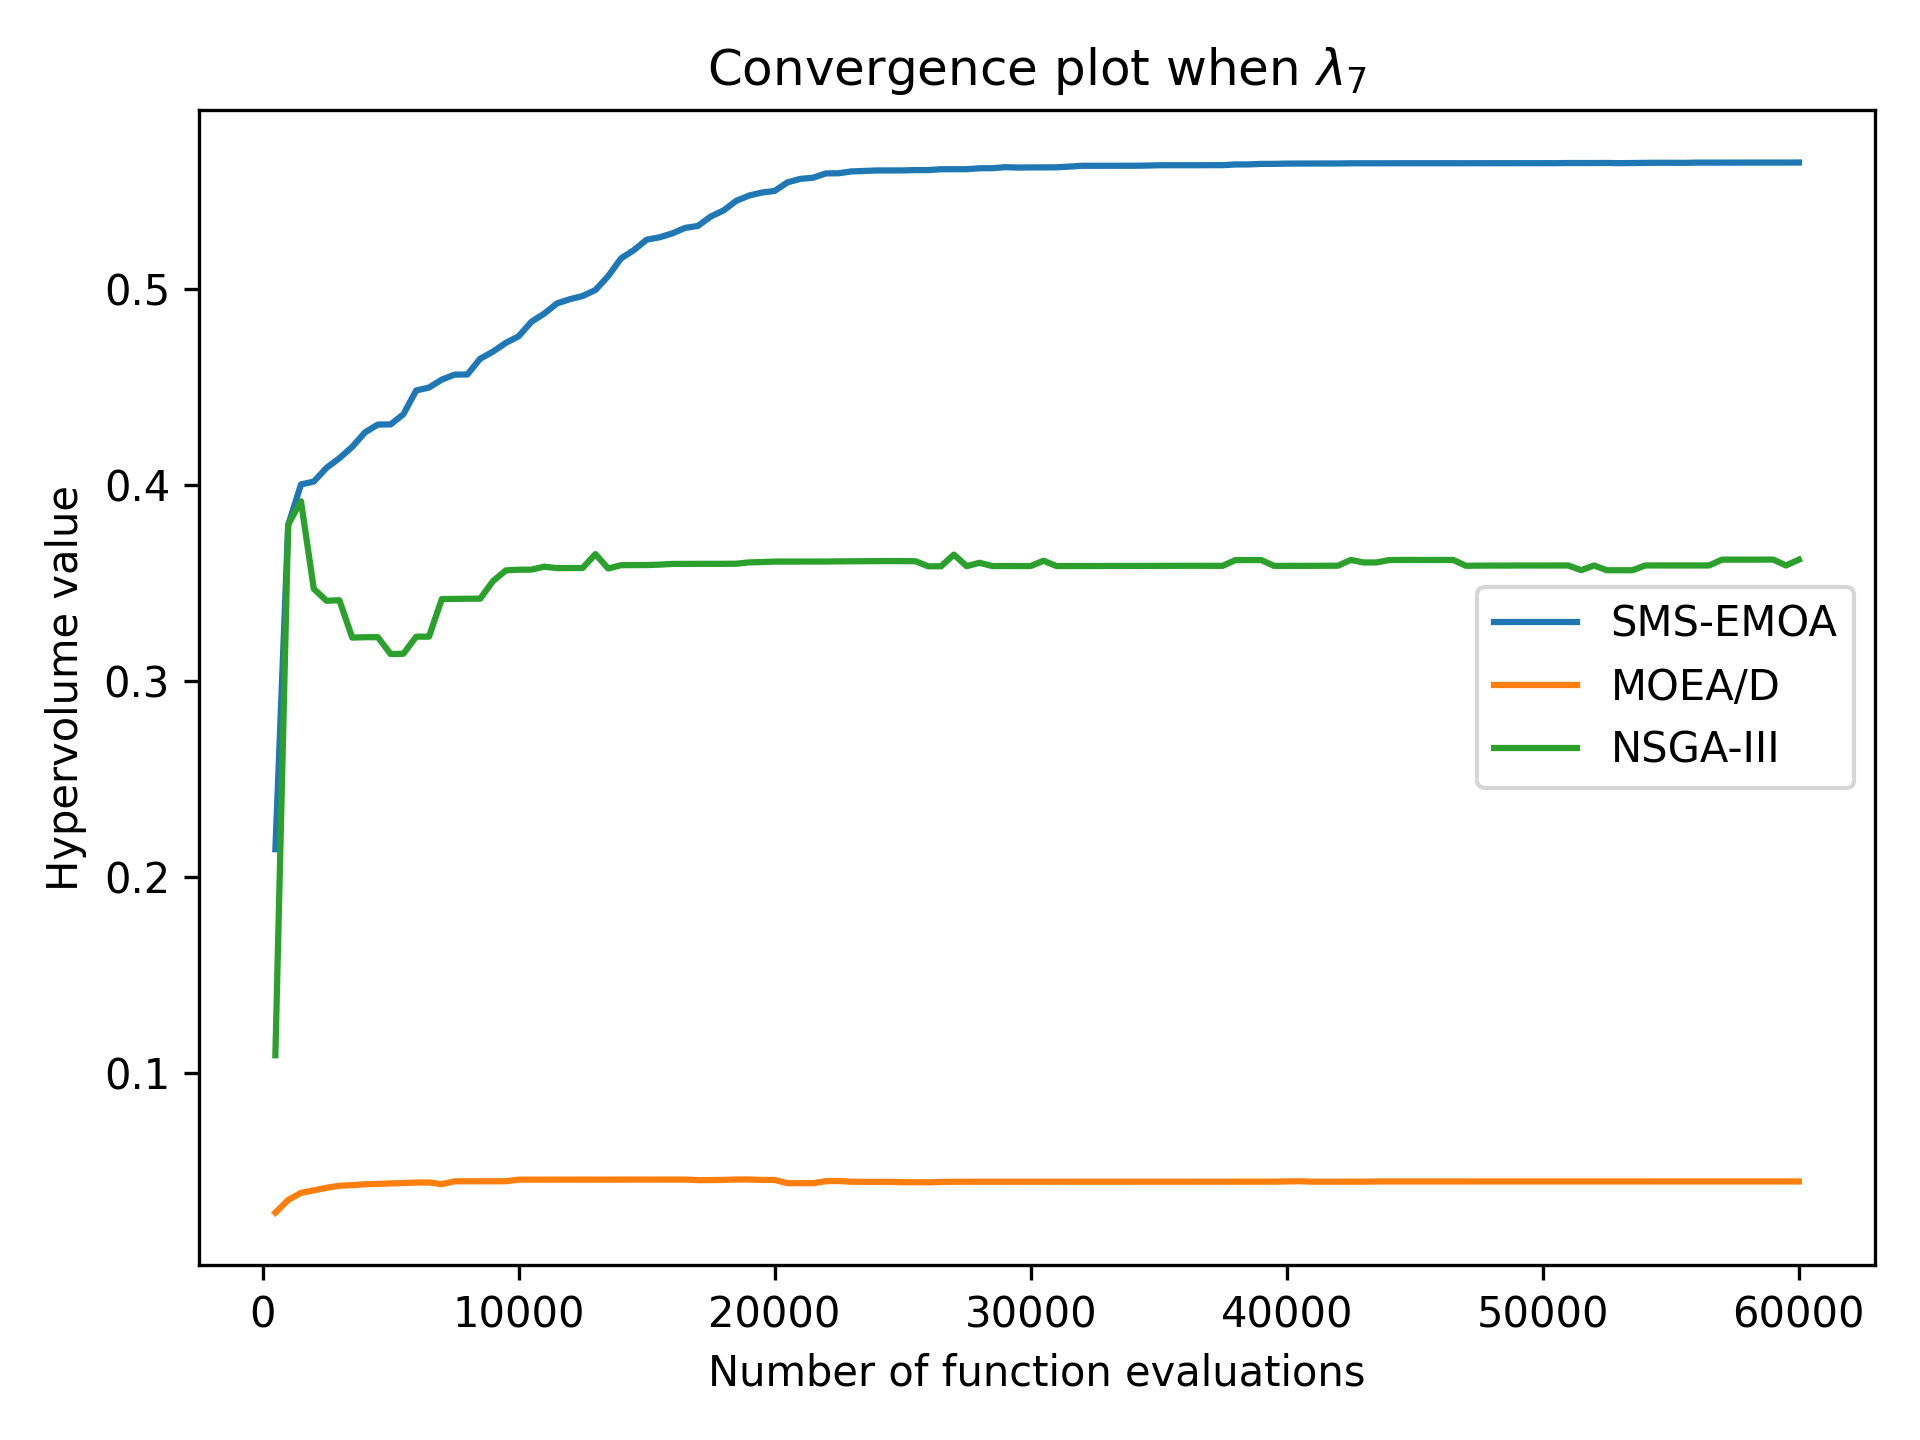 Convergence plot when λ₇
Hypervolume value
0.5
0.4
0.3
0.2
0.1
SMS-EMOA
MOEA/D
NSGA-III
0 10000 20000 30000 40000 50000 60000
Number of function evaluations